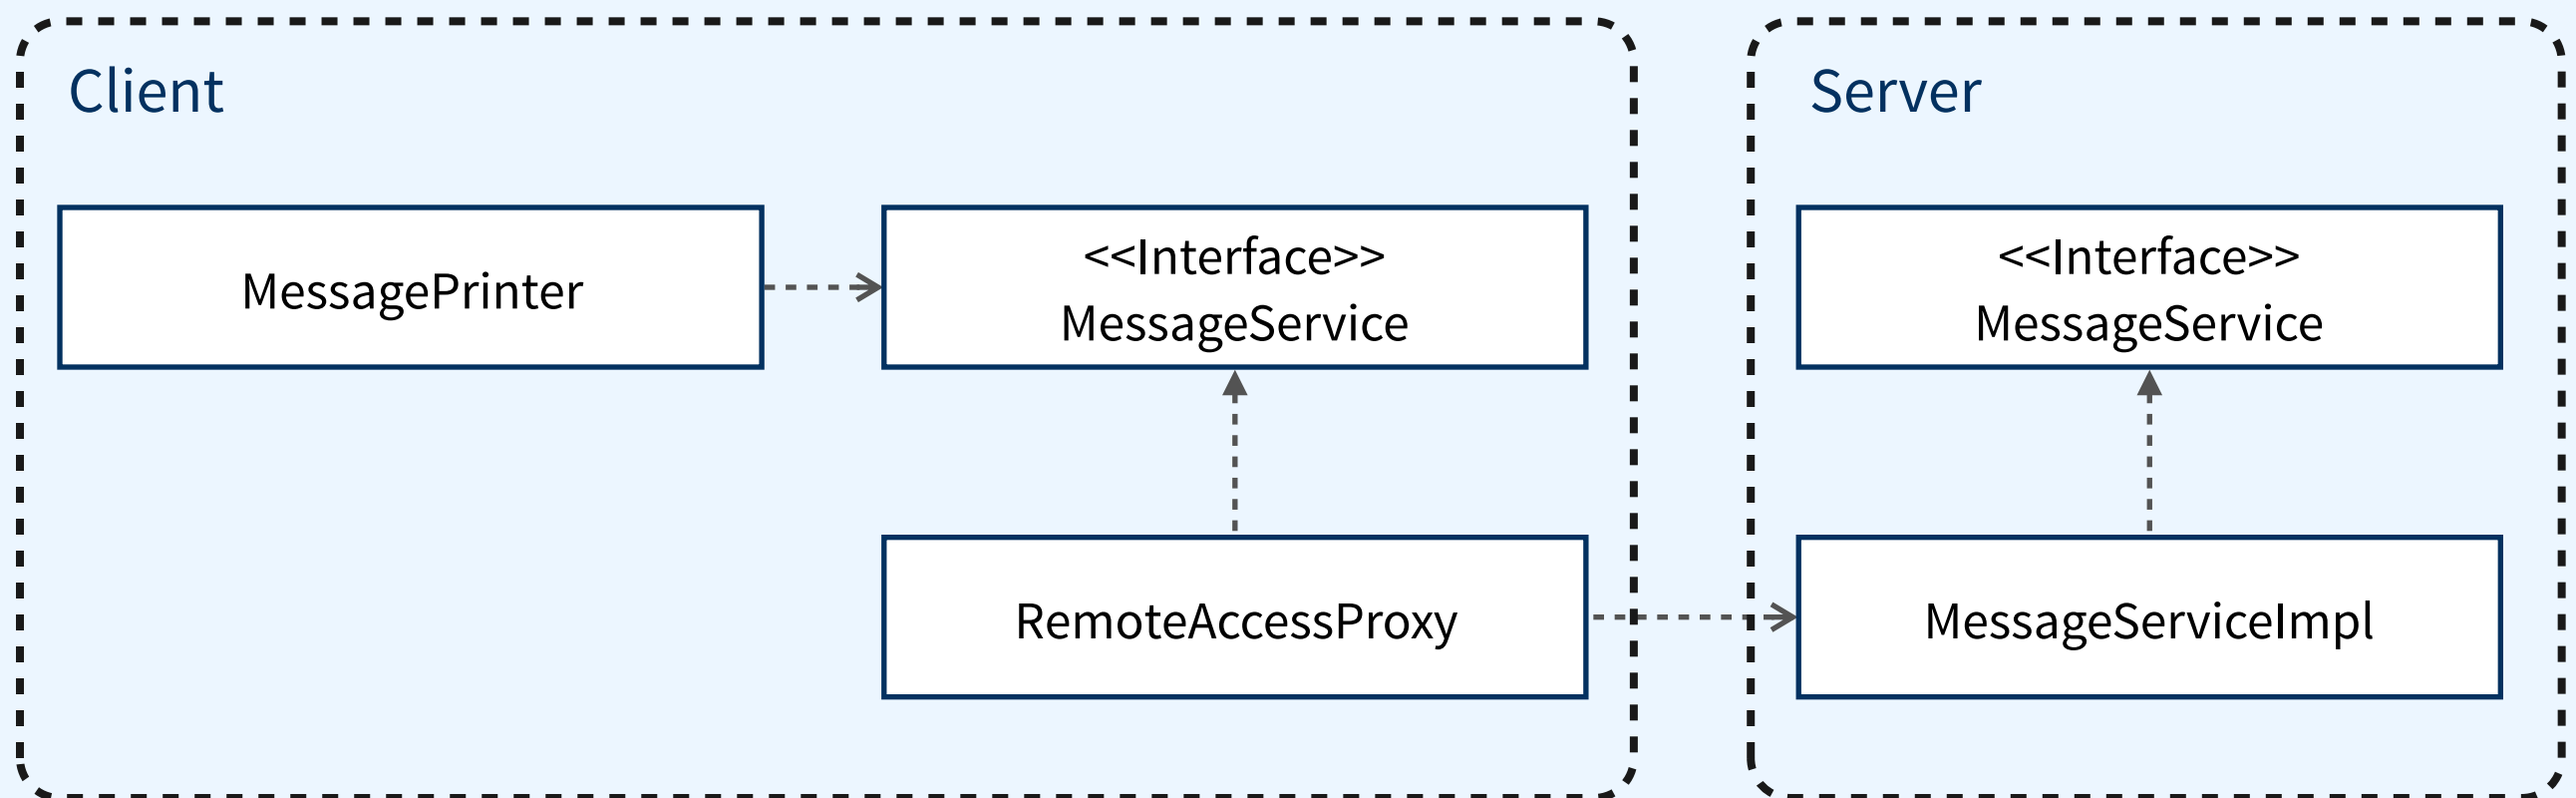 Client
MessagePrinter
<<Interface>>
MessageService
RemoteAccessProxy
Server
<<Interface>>
MessageService
MessageServiceImpl